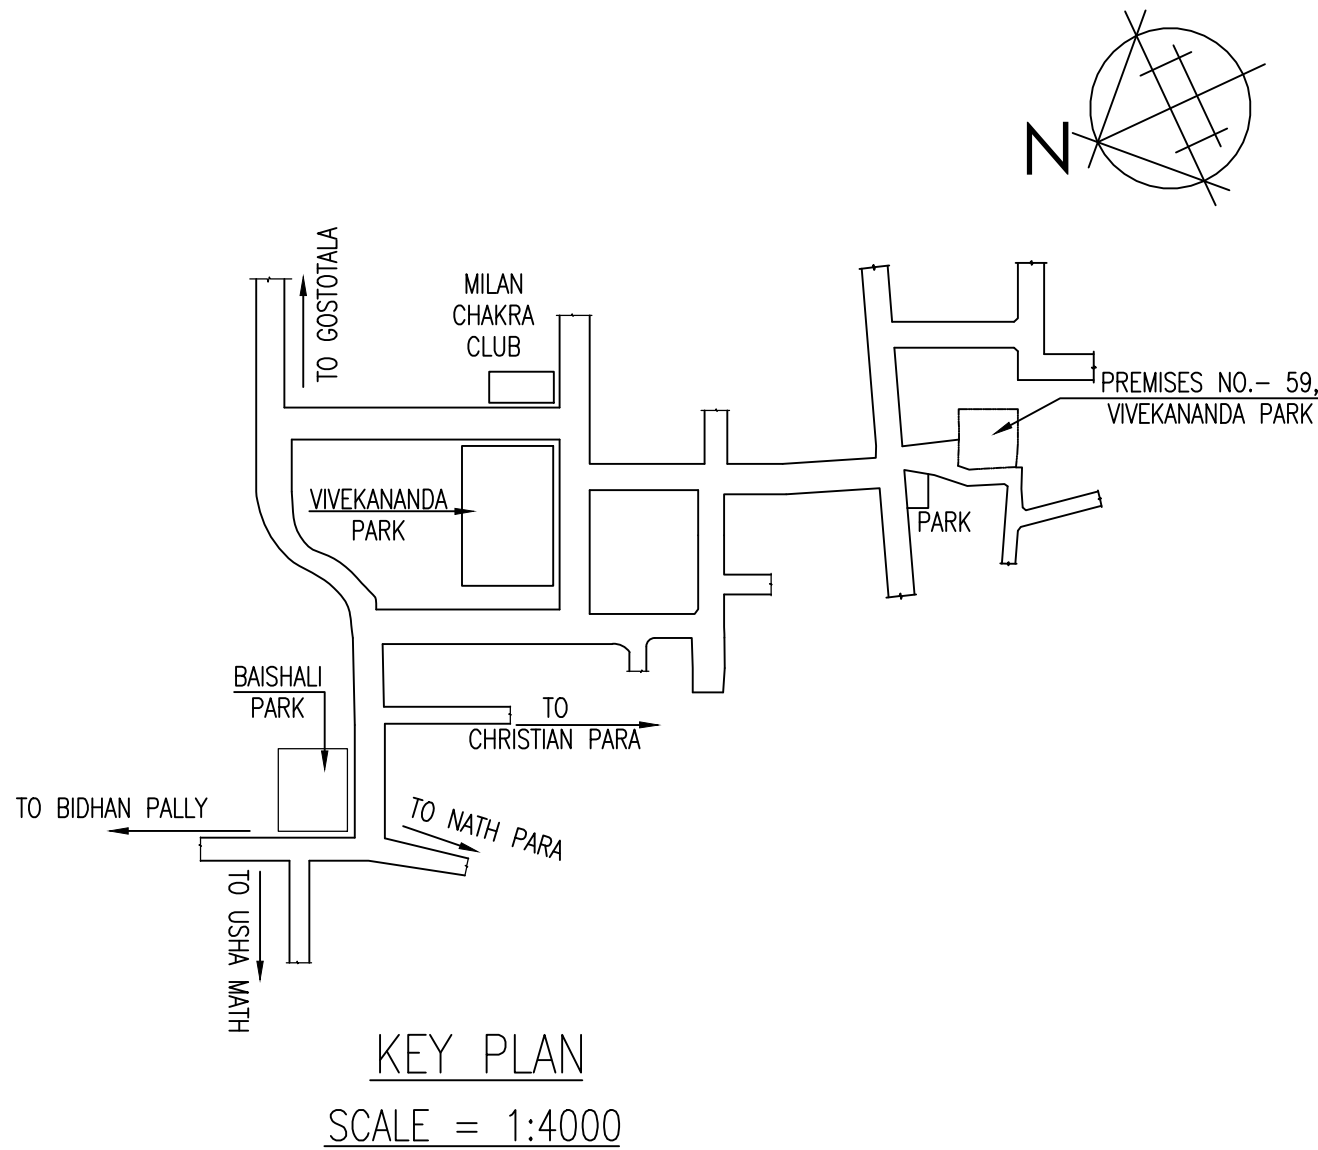 N
TO GOSTOTALA
MILAN
CHAKRA
CLUB
PREMISES NO.- 59,
VIVEKANANDA PARK
VIVEKANANDA
PARK
PARK
BAISHALI
PARK
TO
CHRISTIAN PARA
TO BIDHAN PALLY
TO NATH PARA
TO USHA MATH
KEY PLAN
SCALE = 1:4000